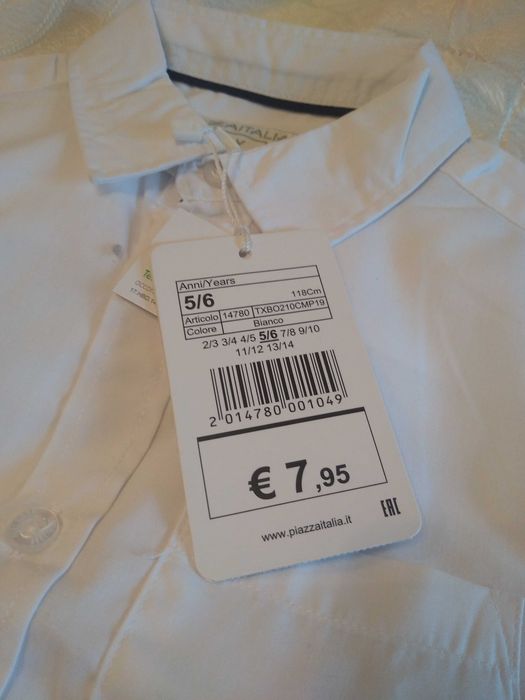 AITALIA
Anni/Years
5/6 118Cm
Articolo 14780 TXBO210CMP19
Colore Bianco
2/3 3/4 4/5 5/6 7/8 9/10
11/12 13/14
2 014780 001049
€ 7,95
www.piazzaitalia.it
EAC